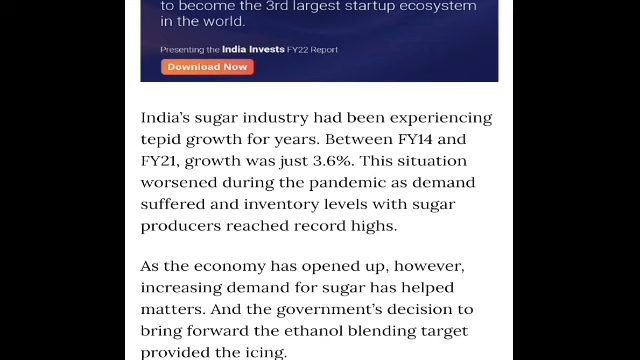 to become the 3rd largest startup ecosystem
in the world.
Presenting the India Invests FY22 Report
Download Now
India's sugar industry had been experiencing
tepid growth for years. Between FY14 and
FY21, growth was just 3.6%. This situation
worsened during the pandemic as demand
suffered and inventory levels with sugar
producers reached record highs.
As the economy has opened up, however,
increasing demand for sugar has helped
matters. And the government's decision to
bring forward the ethanol blending target
provided the icing.